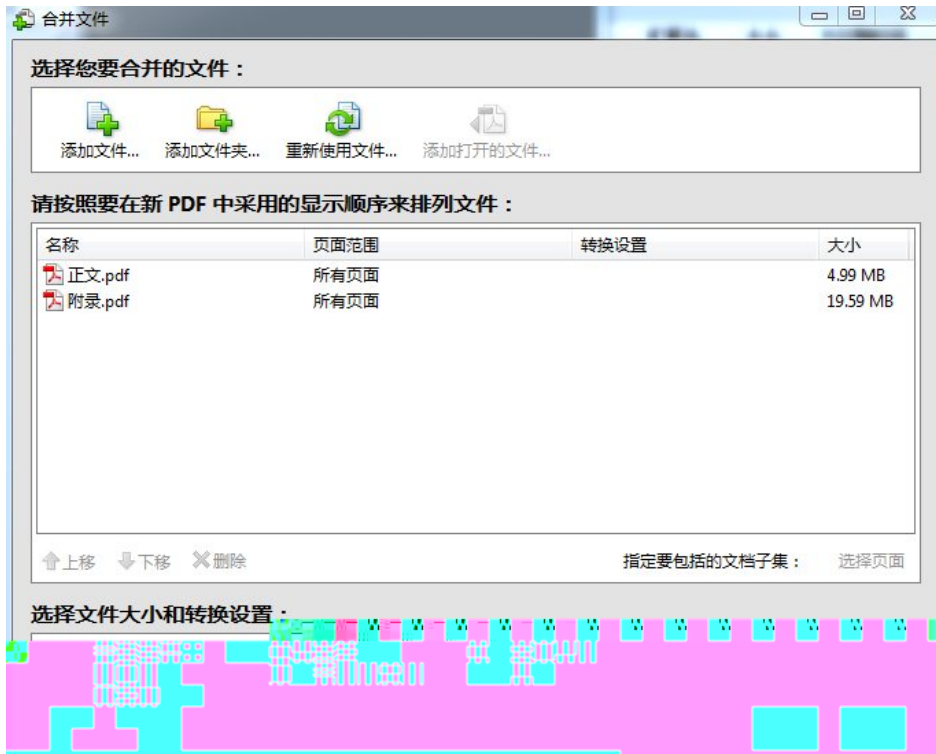 合并文件
选择您要合并的文件：
添加文件... 添加文件夹... 重新使用文件... 添加打开的文件...
请按照要在新 PDF 中采用的显示顺序来排列文件：
名称 页面范围 转换设置 大小
正文.pdf 所有页面 4.99 MB
附录.pdf 所有页面 19.59 MB
上移 下移 删除 指定要包括的文档子集： 选择页面
选择文件大小和转换设置：